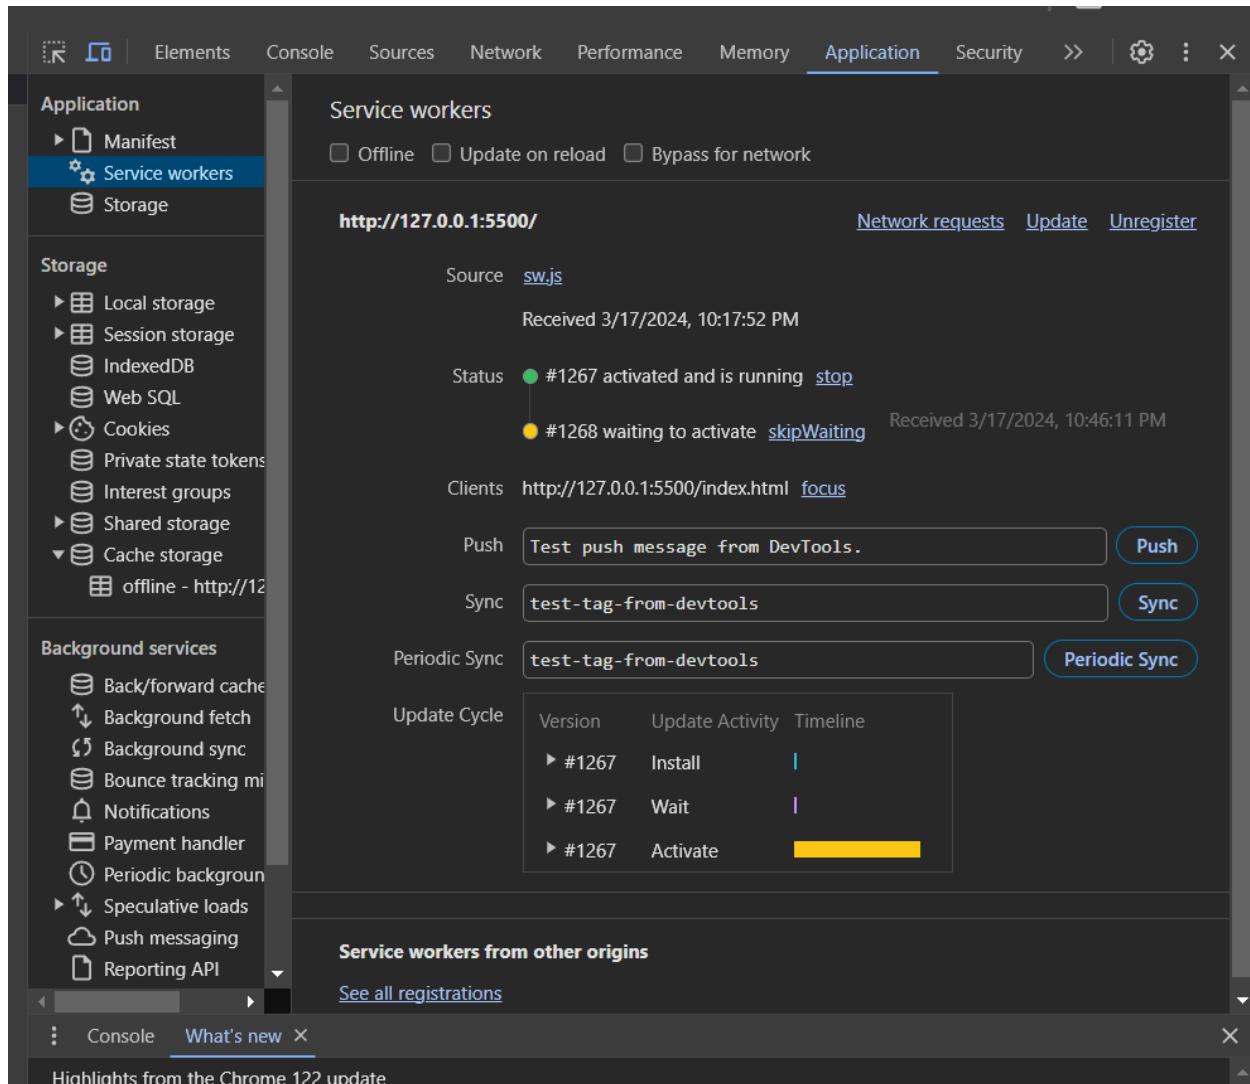 Elements Console Sources Network Performance Memory Application Security
Application
Manifest
Service workers
Storage
Storage
Local storage
Session storage
IndexedDB
Web SQL
Cookies
Private state tokens
Interest groups
Shared storage
Cache storage
offline - http://12
Background services
Back/forward cache
Background fetch
Background sync
Bounce tracking mi
Notifications
Payment handler
Periodic backgroun
Speculative loads
Push messaging
Reporting API
Service workers
Offline Update on reload Bypass for network
http://127.0.0.1:5500/ Network requests Update Unregister
Source sw.js
Received 3/17/2024, 10:17:52 PM
Status #1267 activated and is running stop
#1268 waiting to activate skipWaiting Received 3/17/2024, 10:46:11 PM
Clients http://127.0.0.1:5500/index.html focus
Push Test push message from DevTools. Push
Sync test-tag-from-devtools Sync
Periodic Sync test-tag-from-devtools Periodic Sync
Update Cycle Version Update Activity Timeline
#1267 Install
#1267 Wait
#1267 Activate
Service workers from other origins
See all registrations
Console What's new
Highlights from the Chrome 122 update